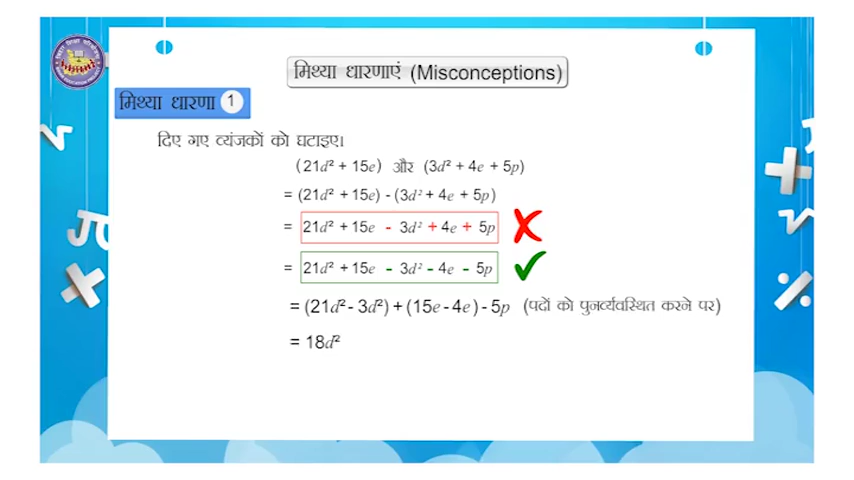 मिथ्या धारणाएं (Misconceptions)
मिथ्या धारणा 1
दिए गए व्यंजकों को घटाइए।
(21d² + 15e) और (3d² + 4e + 5p)
= (21d² + 15e) - (3d² + 4e + 5p)
= 21d² + 15e - 3d² + 4e + 5p ✗
= 21d² + 15e - 3d² - 4e - 5p ✓
= (21d² - 3d²) + (15e - 4e) - 5p (पदों को पुनर्व्यवस्थित करने पर)
= 18d²